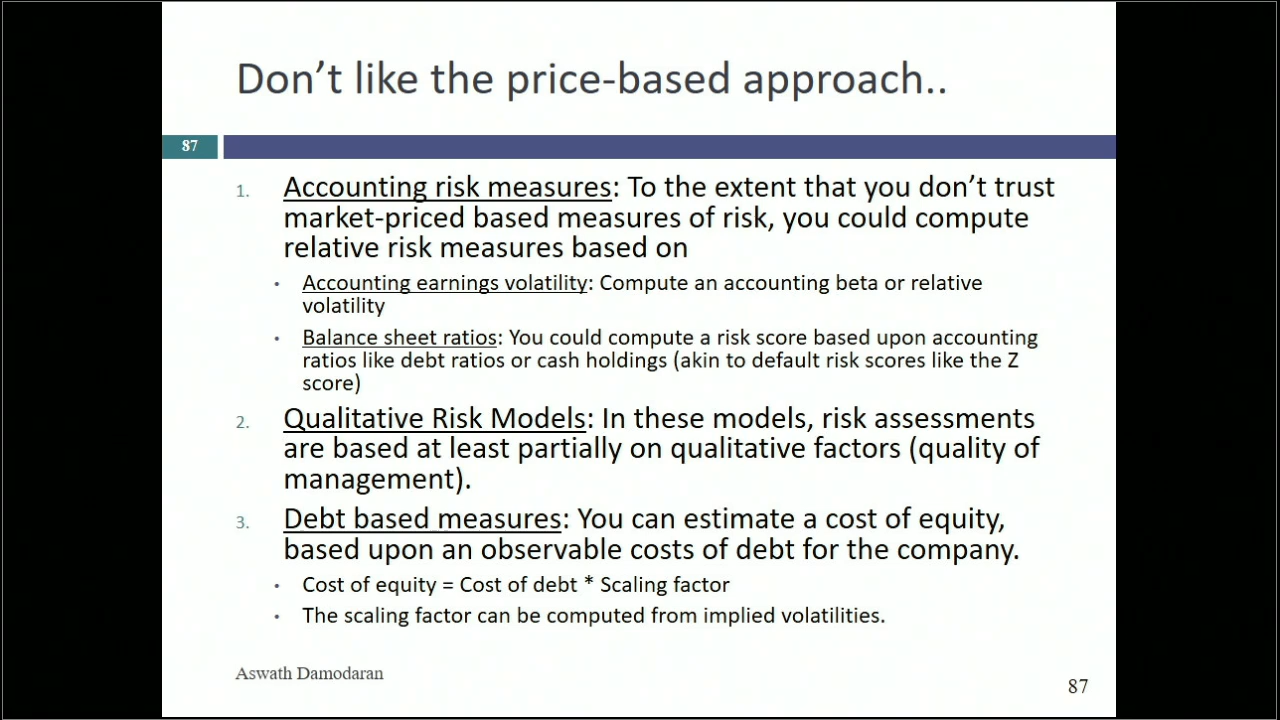 Don't like the price-based approach..
87
1. Accounting risk measures: To the extent that you don't trust
market-priced based measures of risk, you could compute
relative risk measures based on
• Accounting earnings volatility: Compute an accounting beta or relative
volatility
• Balance sheet ratios: You could compute a risk score based upon accounting
ratios like debt ratios or cash holdings (akin to default risk scores like the Z
score)
2. Qualitative Risk Models: In these models, risk assessments
are based at least partially on qualitative factors (quality of
management).
3. Debt based measures: You can estimate a cost of equity,
based upon an observable costs of debt for the company.
• Cost of equity = Cost of debt * Scaling factor
• The scaling factor can be computed from implied volatilities.
Aswath Damodaran
87